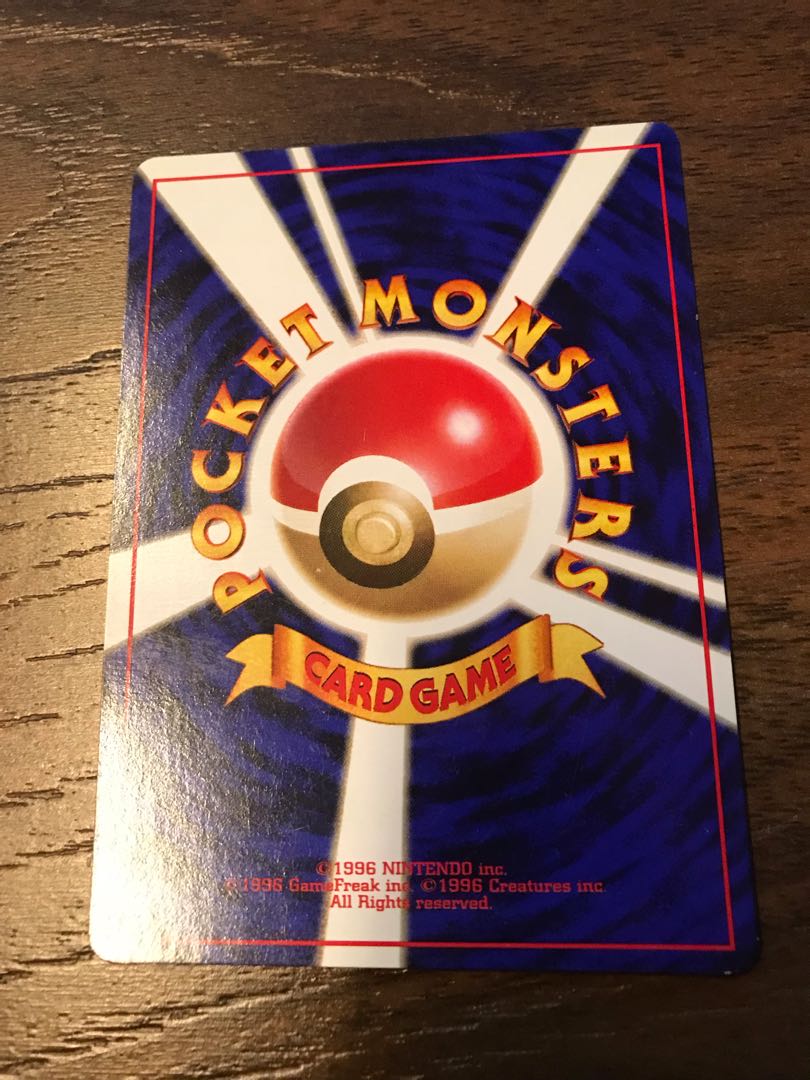 POCKET MONSTERS
CARD GAME
©1996 NINTENDO inc.
©1996 GameFreak inc. ©1996 Creatures inc.
All Rights reserved.